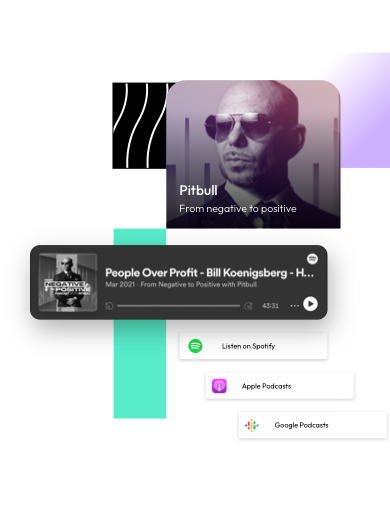 Pitbull
From negative to positive
NEGATIVE
POSITIVE
People Over Profit - Bill Koenigsberg - H...
Mar 2021 · From Negative to Positive with Pitbull
43:31
Listen on Spotify
Apple Podcasts
Google Podcasts